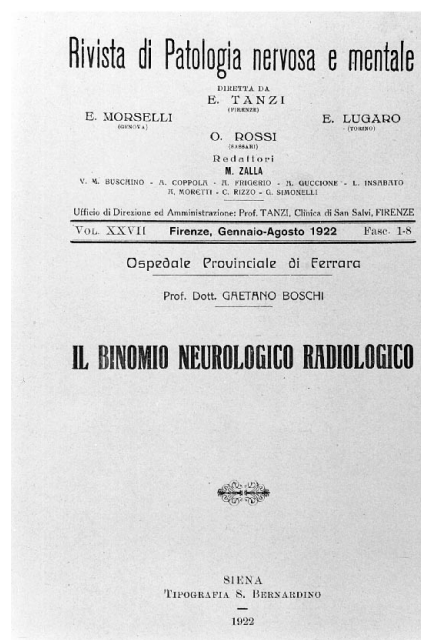 Rivista di Patologia nervosa e mentale
DIRETTA DA
E. TANZI
(FIRENZE)
E. MORSELLI
(GENOVA)
E. LUGARO
(TORINO)
O. ROSSI
(SASSARI)
Redattori
M. ZALLA
V. M. BUSCAINO - A. COPPOLA - A. FRIGERIO - A. GUCCIONE - L. INSABATO
A. MORETTI - C. RIZZO - G. SIMONELLI
Ufficio di Direzione ed Amministrazione: Prof. TANZI, Clinica di San Salvi, FIRENZE
VOL. XXVII Firenze, Gennaio-Agosto 1922 Fasc. 1-8
Ospedale Provinciale di Ferrara
Prof. Dott. GAETANO BOSCHI
IL BINOMIO NEUROLOGICO RADIOLOGICO
SIENA
TIPOGRAFIA S. BERNARDINO
1922